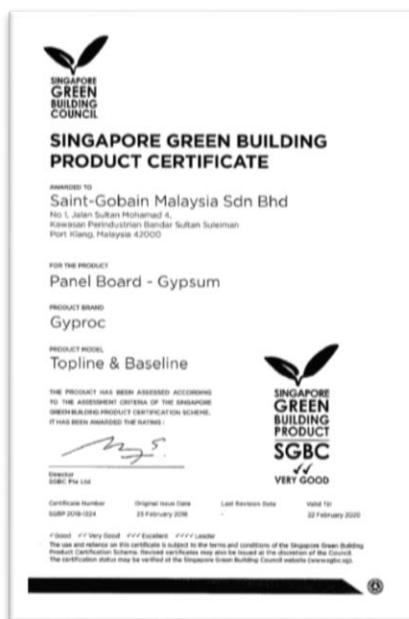 SINGAPORE
GREEN
BUILDING
COUNCIL
SINGAPORE GREEN BUILDING
PRODUCT CERTIFICATE
AWARDED TO
Saint-Gobain Malaysia Sdn Bhd
No 1, Jalan Sultan Mohamad 4,
Kawasan Perindustrian Bandar Sultan Suleiman
Port Klang, Malaysia 42000
FOR THE PRODUCT
Panel Board - Gypsum
PRODUCT BRAND
Gyproc
PRODUCT MODEL
Topline & Baseline
THE PRODUCT HAS BEEN ASSESSED ACCORDING
TO THE ASSESSMENT CRITERIA OF THE SINGAPORE
GREEN BUILDING PRODUCT CERTIFICATION SCHEME.
IT HAS BEEN AWARDED THE RATING :
SINGAPORE
GREEN
BUILDING
PRODUCT
SGBC
✓✓
VERY GOOD
Director
SGBC Pte Ltd
Certificate Number Original Issue Date Last Revision Date Valid Till
SGBP 2018-1324 23 February 2018 - 22 February 2020
✓Good ✓✓Very Good ✓✓✓Excellent ✓✓✓✓Leader
The use and reliance on this certificate is subject to the terms and conditions of the Singapore Green Building
Product Certification Scheme. Revised certificates may also be issued at the discretion of the Council.
The certification status may be verified at the Singapore Green Building Council website (www.sgbc.sg).